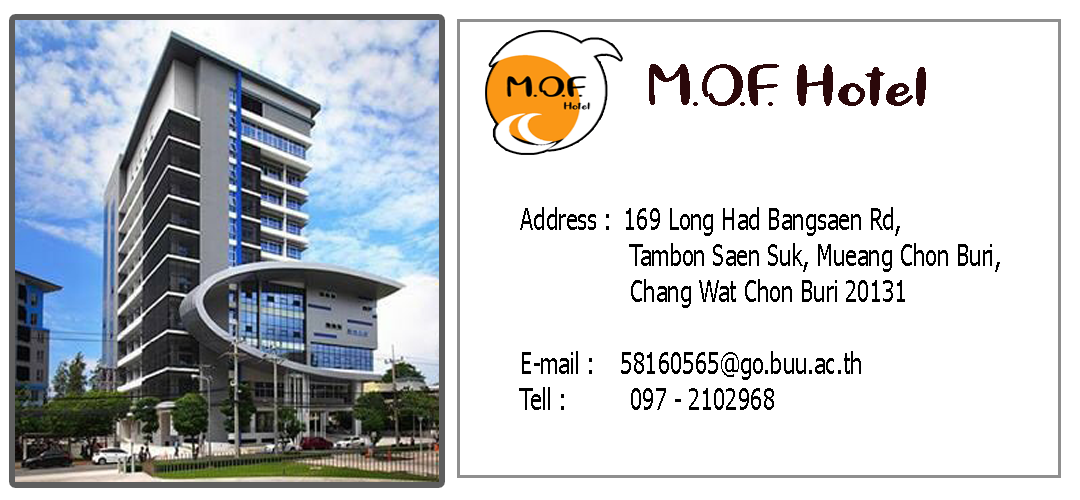 M.O.F.
Hotel
M.O.F. Hotel
Address : 169 Long Had Bangsaen Rd,
Tambon Saen Suk, Mueang Chon Buri,
Chang Wat Chon Buri 20131
E-mail : 58160565@go.buu.ac.th
Tell : 097 - 2102968